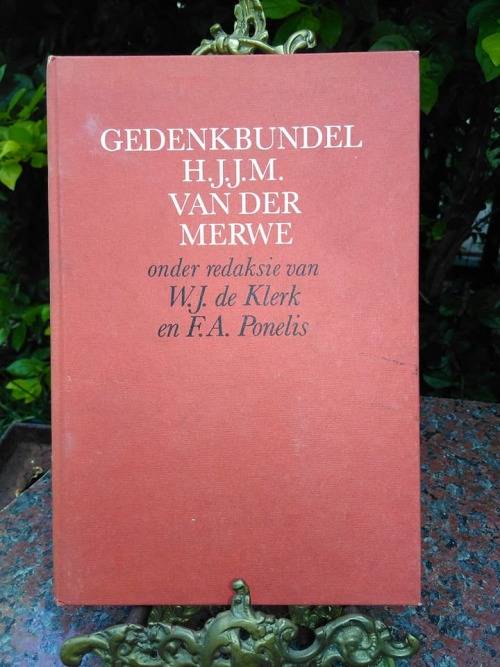 GEDENKBUNDEL
H.J.J.M.
VAN DER
MERWE
onder redaksie van
W.J. de Klerk
en F.A. Ponelis